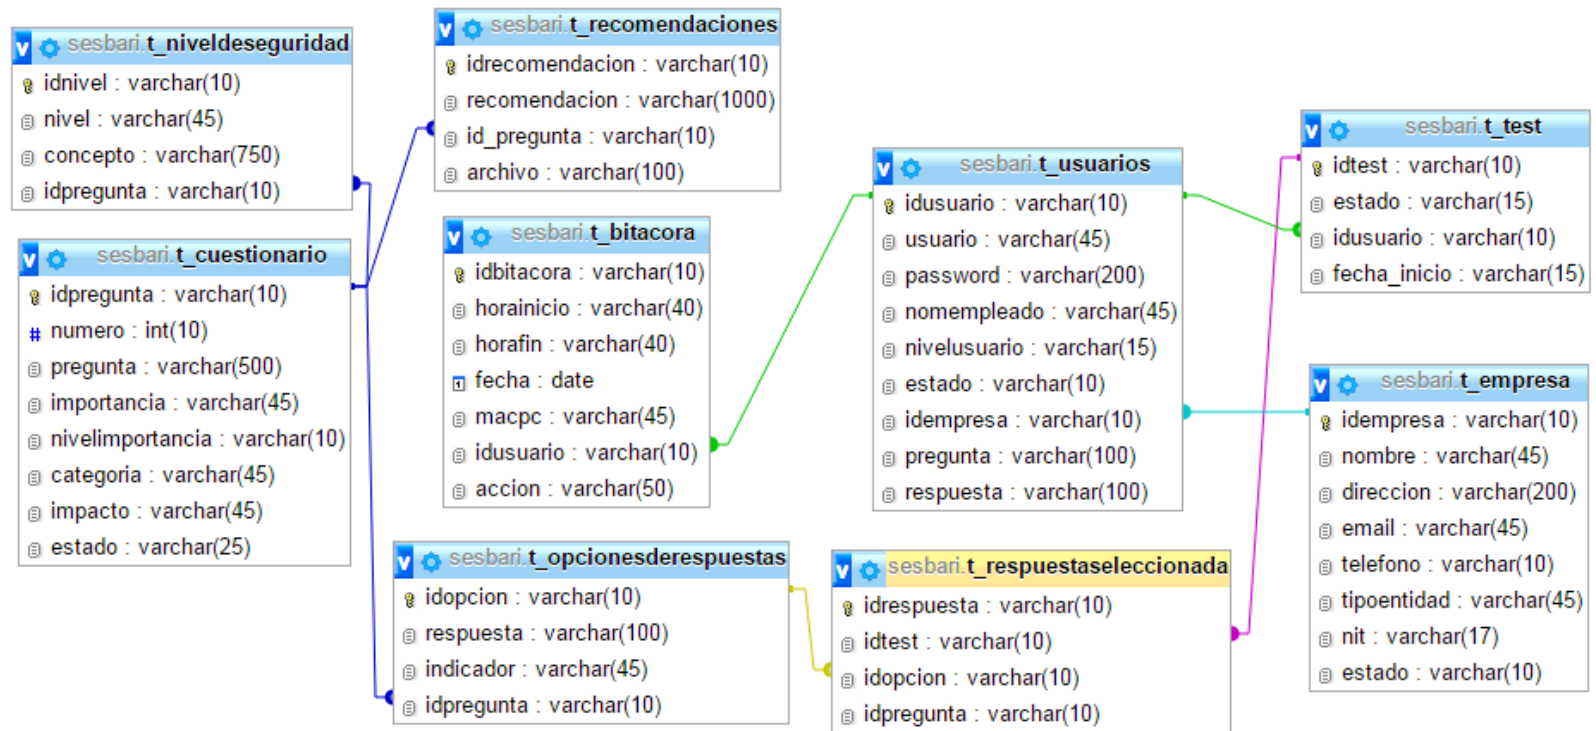 sesbari.t_niveldeseguridad
idnivel : varchar(10)
nivel : varchar(45)
concepto : varchar(750)
idpregunta : varchar(10)
sesbari.t_cuestionario
idpregunta : varchar(10)
numero : int(10)
pregunta : varchar(500)
importancia : varchar(45)
nivelimportancia : varchar(10)
categoria : varchar(45)
impacto : varchar(45)
estado : varchar(25)
sesbari.t_recomendaciones
idrecomendacion : varchar(10)
recomendacion : varchar(1000)
id_pregunta : varchar(10)
archivo : varchar(100)
sesbari.t_bitacora
idbitacora : varchar(10)
horainicio : varchar(40)
horafin : varchar(40)
fecha : date
macpc : varchar(45)
idusuario : varchar(10)
accion : varchar(50)
sesbari.t_opcionesderespuestas
idopcion : varchar(10)
respuesta : varchar(100)
indicador : varchar(45)
idpregunta : varchar(10)
sesbari.t_usuarios
idusuario : varchar(10)
usuario : varchar(45)
password : varchar(200)
nomempleado : varchar(45)
nivelusuario : varchar(15)
estado : varchar(10)
idempresa : varchar(10)
pregunta : varchar(100)
respuesta : varchar(100)
sesbari.t_respuestaseleccionada
idrespuesta : varchar(10)
idtest : varchar(10)
idopcion : varchar(10)
idpregunta : varchar(10)
sesbari.t_test
idtest : varchar(10)
estado : varchar(15)
idusuario : varchar(10)
fecha_inicio : varchar(15)
sesbari.t_empresa
idempresa : varchar(10)
nombre : varchar(45)
direccion : varchar(200)
email : varchar(45)
telefono : varchar(10)
tipoentidad : varchar(45)
nit : varchar(17)
estado : varchar(10)